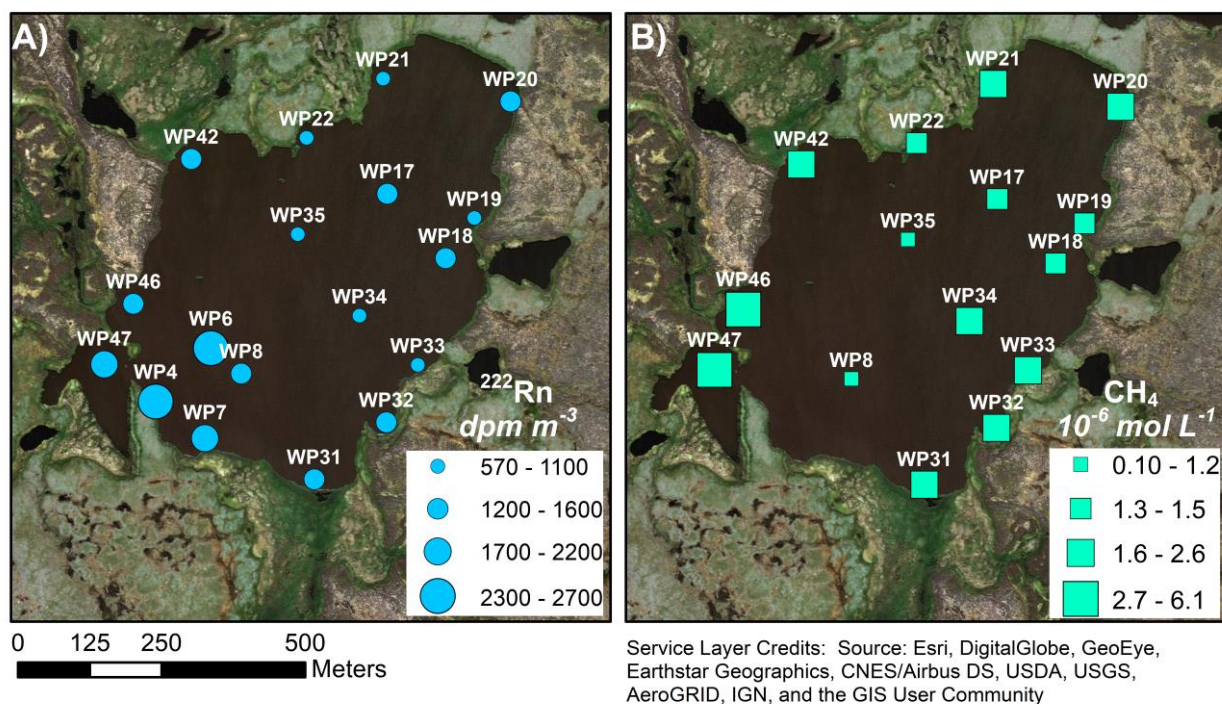 A)
WP21
WP20
WP22
WP42
WP17
WP19
WP35
WP18
WP46
WP34
WP6
WP47
WP8
WP33
WP4
WP32
WP7
WP31
²²²Rn
dpm m⁻³
570 - 1100
1200 - 1600
1700 - 2200
2300 - 2700
0 125 250 500
Meters
B)
WP21
WP20
WP22
WP42
WP17
WP19
WP35
WP18
WP46
WP34
WP47
WP33
WP8
WP32
WP31
CH₄
10⁻⁶ mol L⁻¹
0.10 - 1.2
1.3 - 1.5
1.6 - 2.6
2.7 - 6.1
Service Layer Credits: Source: Esri, DigitalGlobe, GeoEye,
Earthstar Geographics, CNES/Airbus DS, USDA, USGS,
AeroGRID, IGN, and the GIS User Community